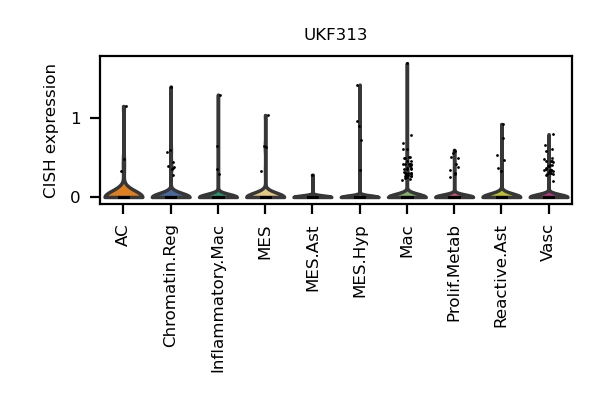 UKF313
CISH expression
1
0
AC
Chromatin.Reg
Inflammatory.Mac
MES
MES.Ast
MES.Hyp
Mac
Prolif.Metab
Reactive.Ast
Vasc